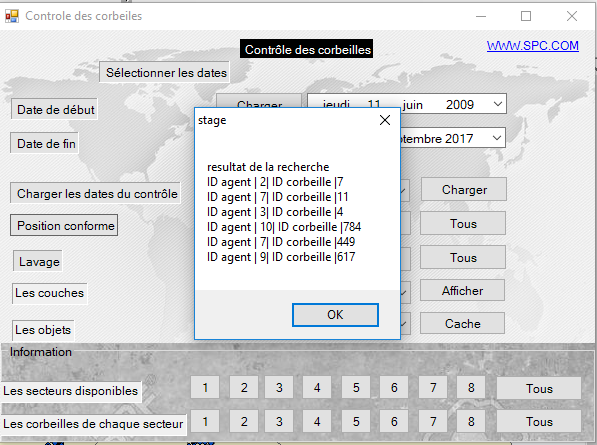 Controle des corbeiles
Contrôle des corbeilles
WWW.SPC.COM
Sélectionner les dates
Date de début
Charger
jeudi 11 juin 2009
Date de fin
2017
stage
resultat de la recherche
ID agent | 2| ID corbeille |7
ID agent | 7| ID corbeille |11
ID agent | 3| ID corbeille |4
ID agent | 10| ID corbeille |784
ID agent | 7| ID corbeille |449
ID agent | 9| ID corbeille |617
OK
Charger les dates du contrôle
Charger
Position conforme
Tous
Lavage
Tous
Les couches
Afficher
Les objets
Cache
Information
Les secteurs disponibles
1 2 3 4 5 6 7 8 Tous
Les corbeilles de chaque secteur
1 2 3 4 5 6 7 8 Tous